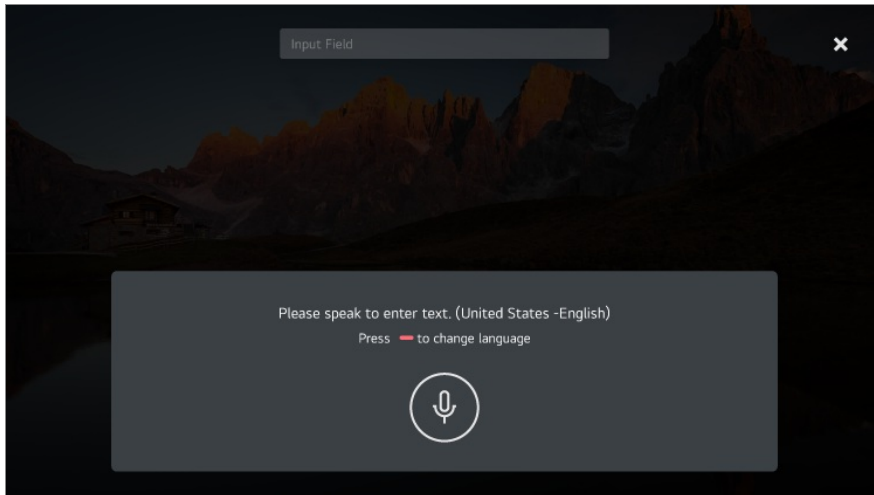 Input Field
Please speak to enter text. (United States -English)
Press to change language